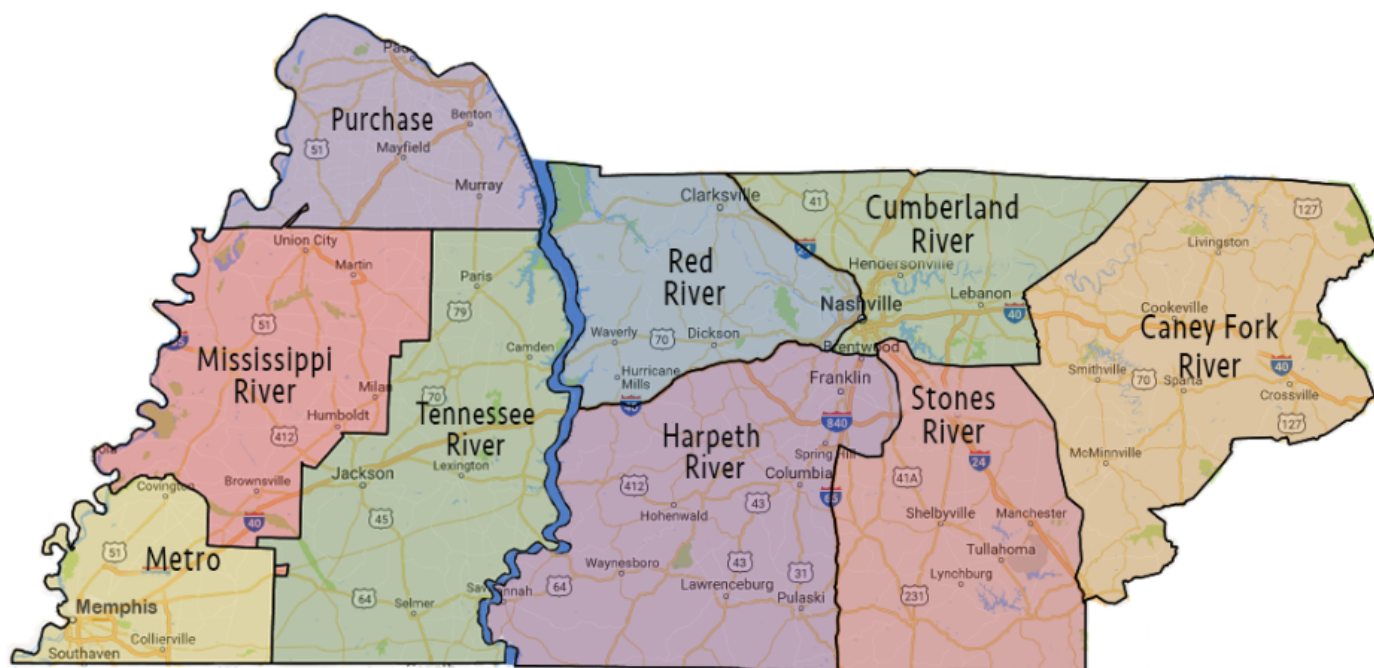 Purchase
Benton
51
Mayfield
Murray
Union City
Martin
51
Mississippi
River
Milan
Humboldt
412
Brownsville
40
Covington
51
Metro
Memphis
Collierville
Southaven
Paris
79
Camden
70
Tennessee
River
Jackson
Lexington
45
64
Selmer
Clarksville
Red
River
Waverly
70
Dickson
Hurricane
Mills
40
41
Cumberland
River
Hendersonville
Nashville
Lebanon
40
Brentwood
Franklin
840
Harpeth
River
Spring Hill
Columbia
412
43
65
Hohenwald
Waynesboro
43
64
31
Lawrenceburg
Pulaski
Stones
River
24
41A
Shelbyville
Manchester
Tullahoma
Lynchburg
231
127
Livingston
Cookeville
Caney Fork
River
Smithville
70
Sparta
40
Crossville
127
McMinnville